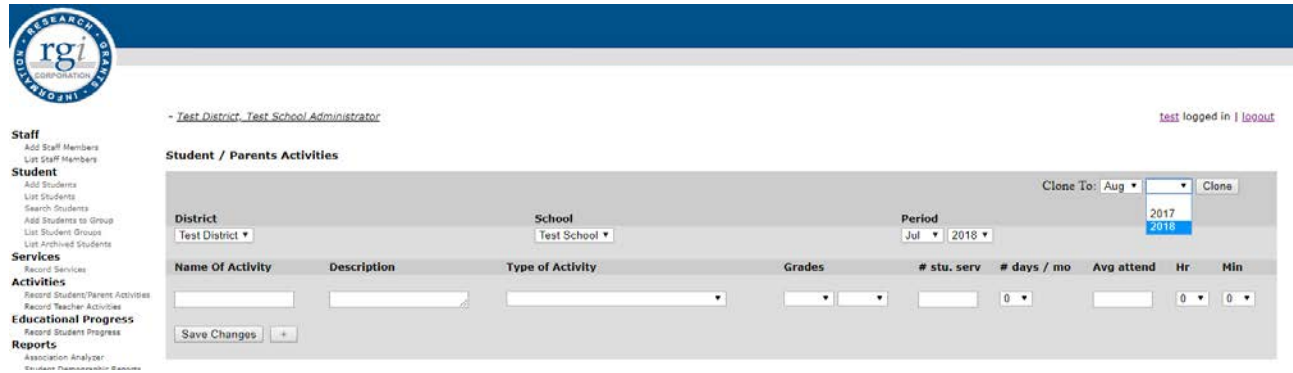 RESEARCH · GRANTS · INFORMATION
rgi
CORPORATION
- Test District, Test School Administrator
test logged in | logout
Staff
Add Staff Members
List Staff Members
Student
Add Students
List Students
Search Students
Add Students to Group
List Student Groups
List Archived Students
Services
Record Services
Activities
Record Student/Parent Activities
Record Teacher Activities
Educational Progress
Record Student Progress
Reports
Association Analyzer
Student Demographic Reports
Student / Parents Activities
Clone To: Aug Clone
2017
2018
District School Period
Test District Test School Jul 2018
Name Of Activity Description Type of Activity Grades # stu. serv # days / mo Avg attend Hr Min
0 0 0
Save Changes +